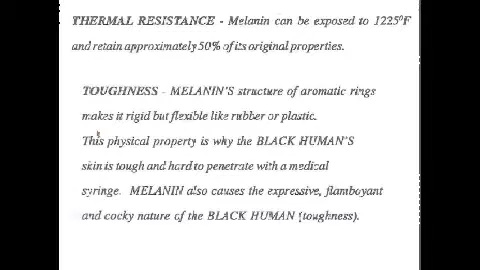 THERMAL RESISTANCE - Melanin can be exposed to 1225⁰F
and retain approximately 50% of its original properties.
TOUGHNESS - MELANIN'S structure of aromatic rings
makes it rigid but flexible like rubber or plastic.
This physical property is why the BLACK HUMAN'S
skin is tough and hard to penetrate with a medical
syringe. MELANIN also causes the expressive, flamboyant
and cocky nature of the BLACK HUMAN (toughness).